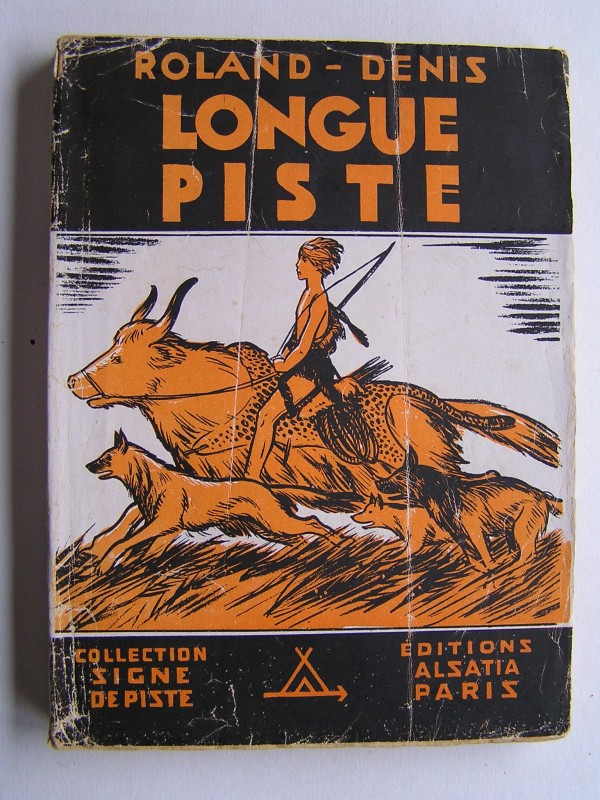 ROLAND-DENIS
LONGUE
PISTE
COLLECTION
SIGNE
DE PISTE
EDITIONS
ALSATIA
PARIS